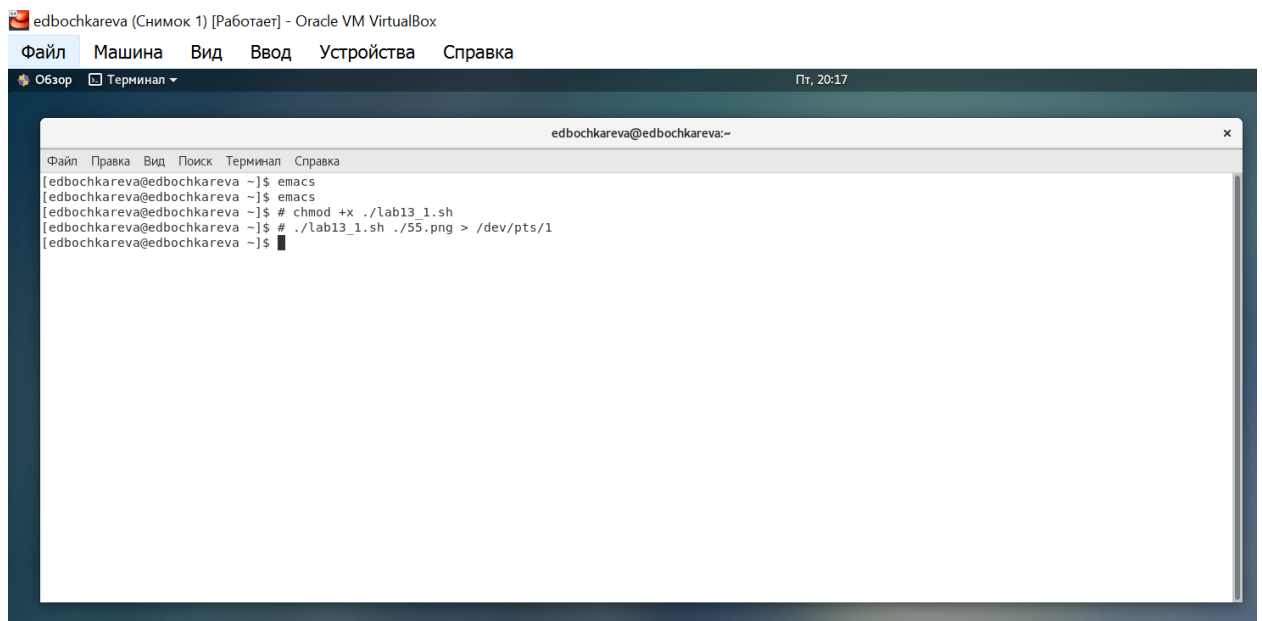 edbochkareva (Снимок 1) [Работает] - Oracle VM VirtualBox
Файл Машина Вид Ввод Устройства Справка
Обзор Терминал Пт, 20:17
edbochkareva@edbochkareva:~ ×
Файл Правка Вид Поиск Терминал Справка
[edbochkareva@edbochkareva ~]$ emacs
[edbochkareva@edbochkareva ~]$ emacs
[edbochkareva@edbochkareva ~]$ # chmod +x ./lab13_1.sh
[edbochkareva@edbochkareva ~]$ # ./lab13_1.sh ./55.png > /dev/pts/1
[edbochkareva@edbochkareva ~]$